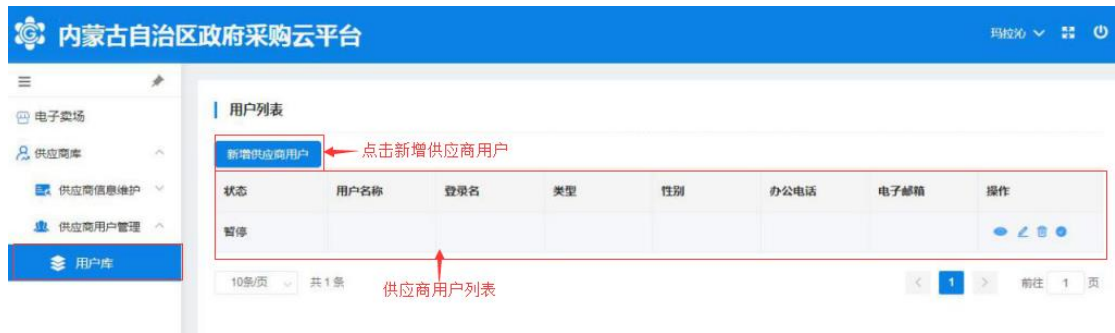 内蒙古自治区政府采购云平台
玛拉沁
电子卖场
供应商库
供应商信息维护
供应商用户管理
用户库
用户列表
新增供应商用户 点击新增供应商用户
状态 用户名称 登录名 类型 性别 办公电话 电子邮箱 操作
暂停
10条/页 共1条 1 前往 1 页
供应商用户列表